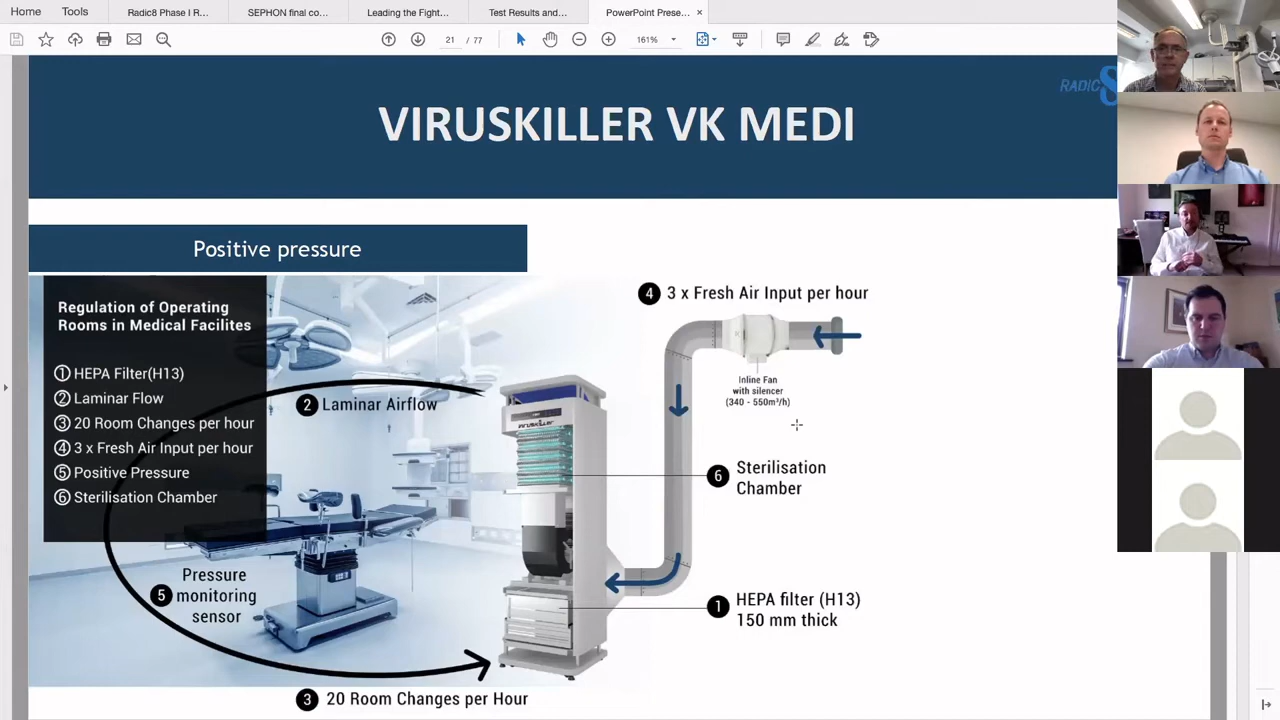 Home
Tools
Radic8 Phase I R...
SEPHON final co...
Leading the Fight...
Test Results and...
PowerPoint Prese...
×
21 / 77
161%
RADIC8
VIRUSKILLER VK MEDI
Positive pressure
Regulation of Operating
Rooms in Medical Facilites
① HEPA Filter(H13)
② Laminar Flow
③ 20 Room Changes per hour
④ 3 x Fresh Air Input per hour
⑤ Positive Pressure
⑥ Sterilisation Chamber
4 3 x Fresh Air Input per hour
Inline Fan
with silencer
(340 - 550m³/h)
2 Laminar Airflow
VIRUSKILLER
6 Sterilisation
Chamber
5 Pressure
monitoring
sensor
1 HEPA filter (H13)
150 mm thick
3 20 Room Changes per Hour